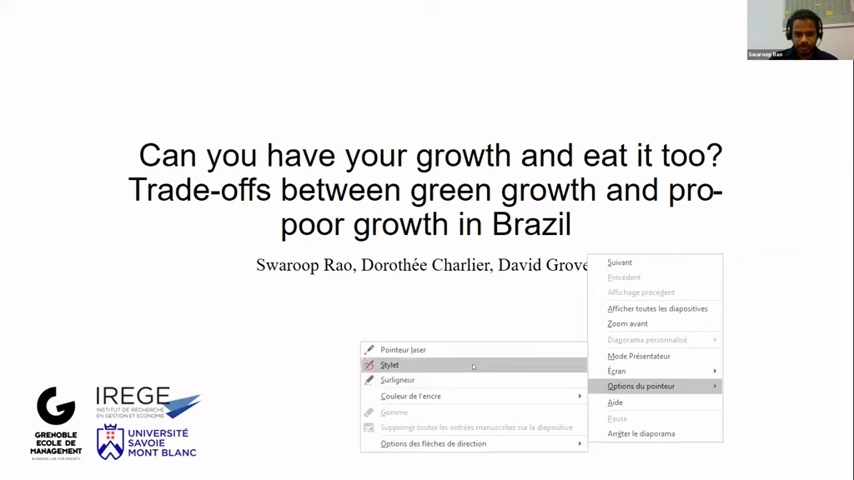 Swaroop Rao
Can you have your growth and eat it too?
Trade-offs between green growth and pro-
poor growth in Brazil
Swaroop Rao, Dorothée Charlier, David Grove
Suivant
Précédent
Affichage précédent
Afficher toutes les diapositives
Zoom avant
Diaporama personnalisé
Mode Présentateur
Écran
Options du pointeur
Aide
Pause
Arrêter le diaporama
Pointeur laser
Stylet
Surligneur
Couleur de l'encre
Gomme
Supprimer toutes les entrées manuscrites sur la diapositive
Options des flèches de direction
GRENOBLE
ECOLE DE
MANAGEMENT
BUSINESS LAB FOR SOCIETY
IREGE
INSTITUT DE RECHERCHE
EN GESTION ET ECONOMIE
UNIVERSITÉ
SAVOIE
MONT BLANC